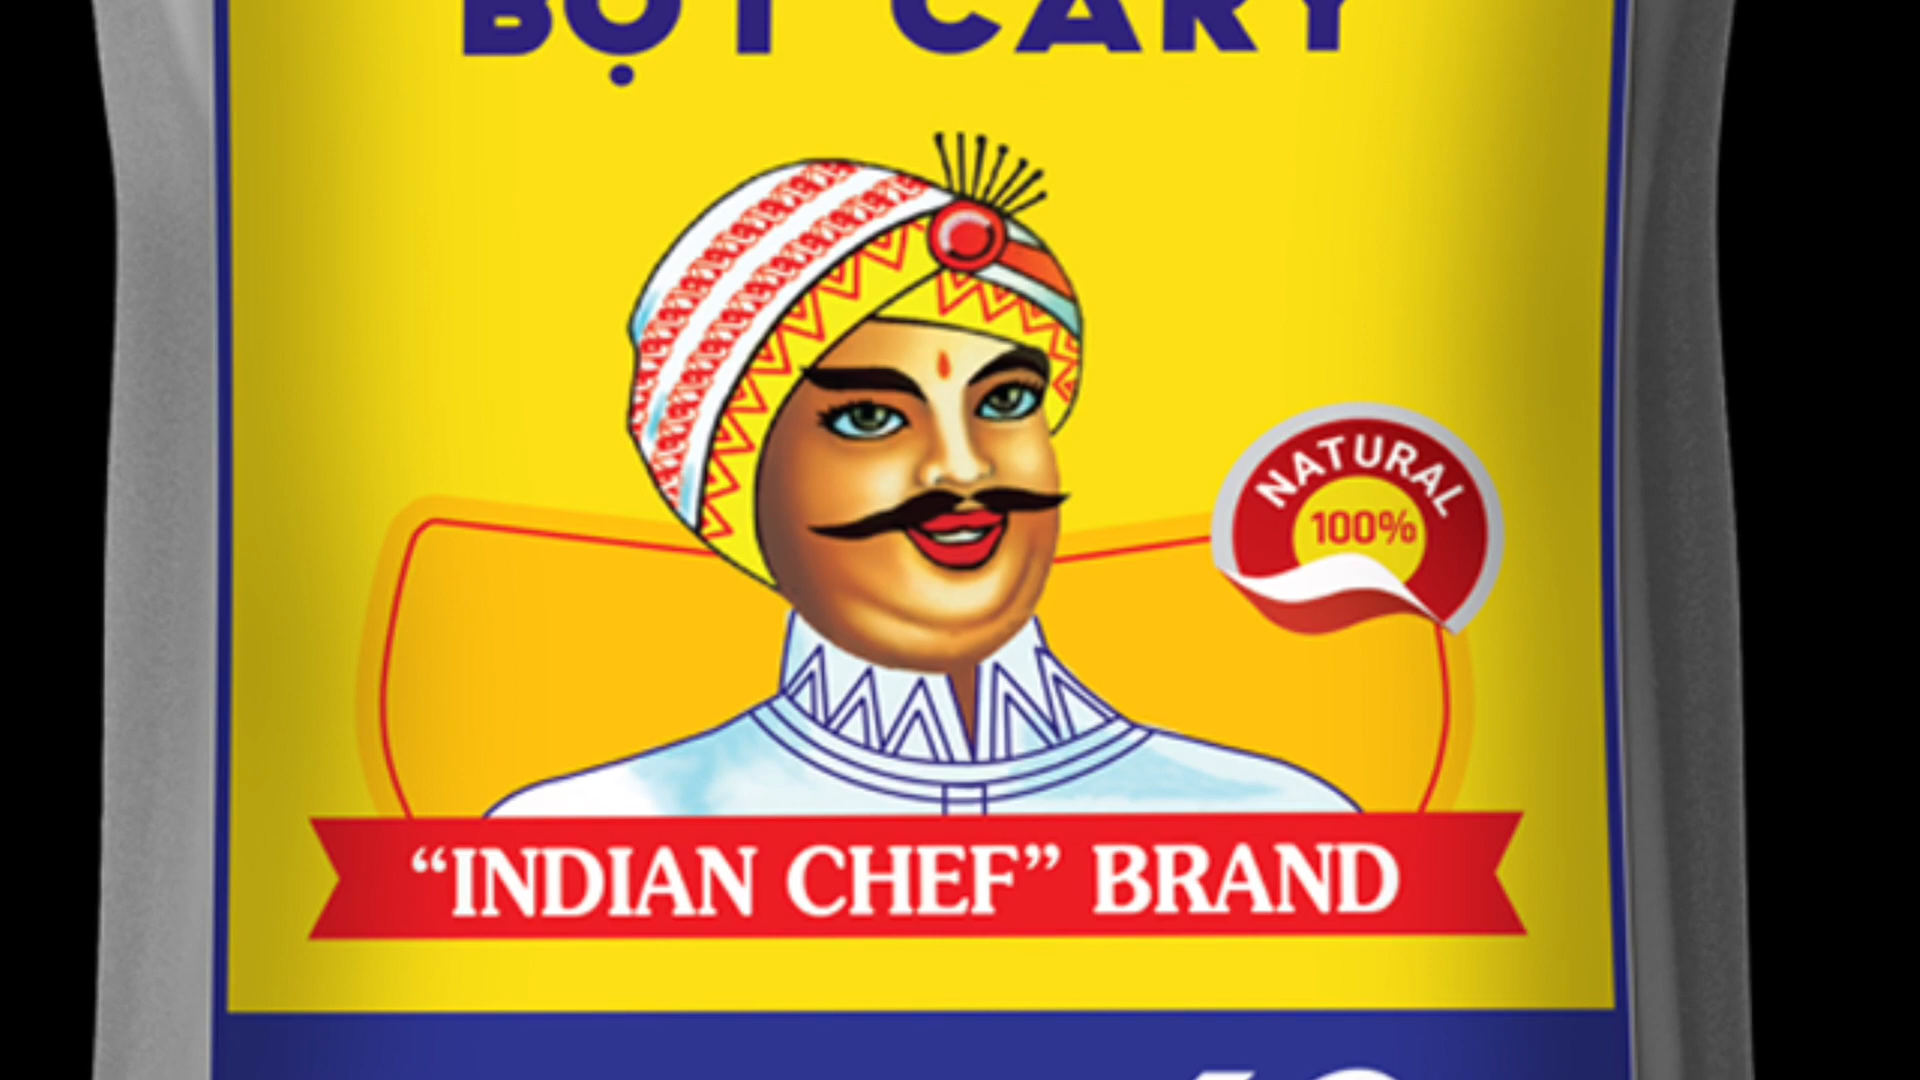 BỘT CARY
NATURAL
100%
“INDIAN CHEF” BRAND